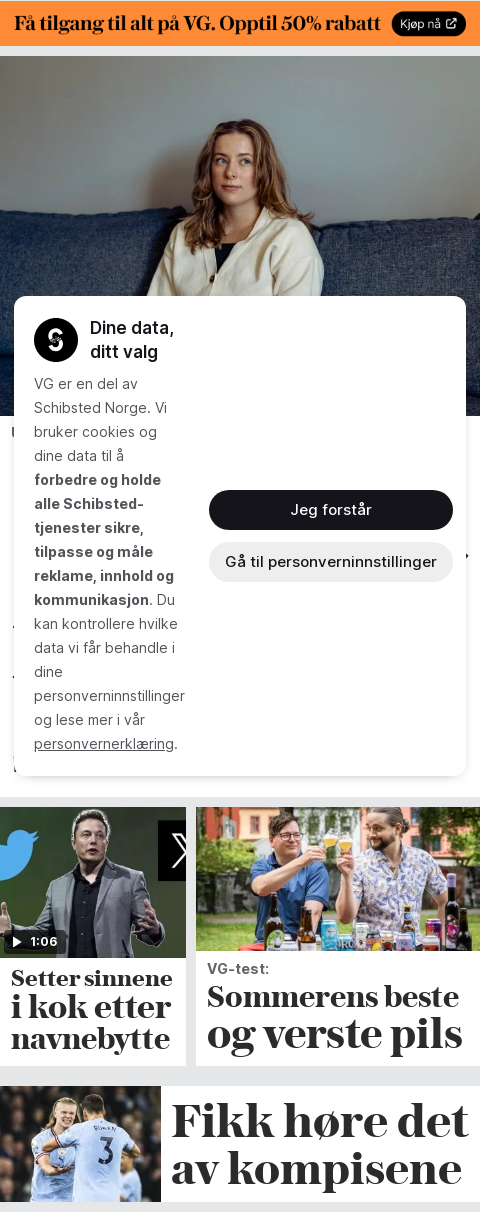 Få tilgang til alt på VG. Opptil 50% rabatt
Kjøp nå
Dine data,
ditt valg
VG er en del av
Schibsted Norge. Vi
bruker cookies og
dine data til å
forbedre og holde
alle Schibsted-
tjenester sikre,
tilpasse og måle
reklame, innhold og
kommunikasjon. Du
kan kontrollere hvilke
data vi får behandle i
dine
personverninnstillinger
og lese mer i vår
personvernerklæring.
Jeg forstår
Gå til personverninnstillinger
1:06
Setter sinnene
i kok etter
navnebytte
VG-test:
Sommerens beste
og verste pils
3
Fikk høre det
av kompisene